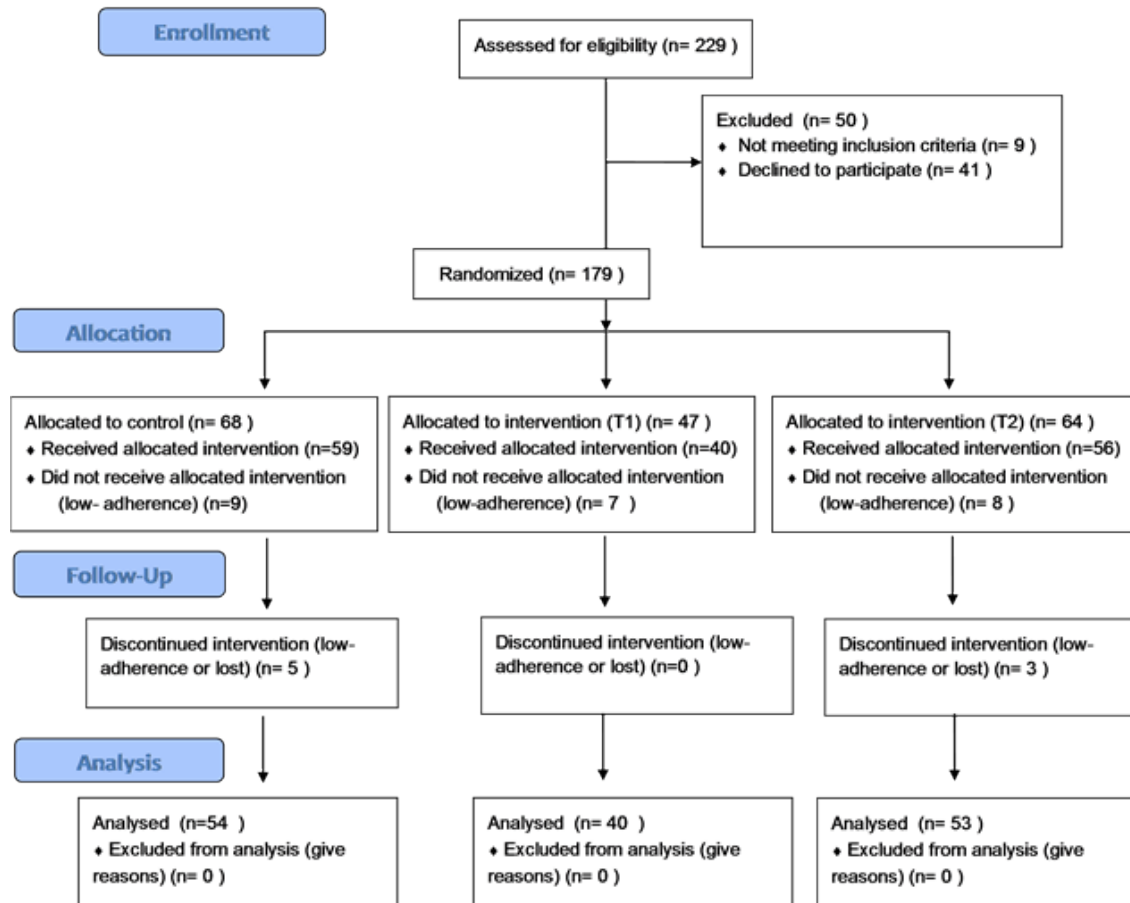 Enrollment
Assessed for eligibility (n= 229 )
Excluded (n= 50 )
♦ Not meeting inclusion criteria (n= 9 )
♦ Declined to participate (n= 41 )
Randomized (n= 179 )
Allocation
Allocated to control (n= 68 )
♦ Received allocated intervention (n=59)
♦ Did not receive allocated intervention
(low- adherence) (n=9)
Allocated to intervention (T1) (n= 47 )
♦ Received allocated intervention (n=40)
♦ Did not receive allocated intervention
(low-adherence) (n= 7 )
Allocated to intervention (T2) (n= 64 )
♦ Received allocated intervention (n=56)
♦ Did not receive allocated intervention
(low-adherence) (n= 8 )
Follow-Up
Discontinued intervention (low-
adherence or lost) (n= 5 )
Discontinued intervention (low-
adherence or lost) (n=0 )
Discontinued intervention (low-
adherence or lost) (n= 3 )
Analysis
Analysed (n=54 )
♦ Excluded from analysis (give
reasons) (n= 0 )
Analysed (n= 40 )
♦ Excluded from analysis (give
reasons) (n= 0 )
Analysed (n= 53 )
♦ Excluded from analysis (give
reasons) (n= 0 )